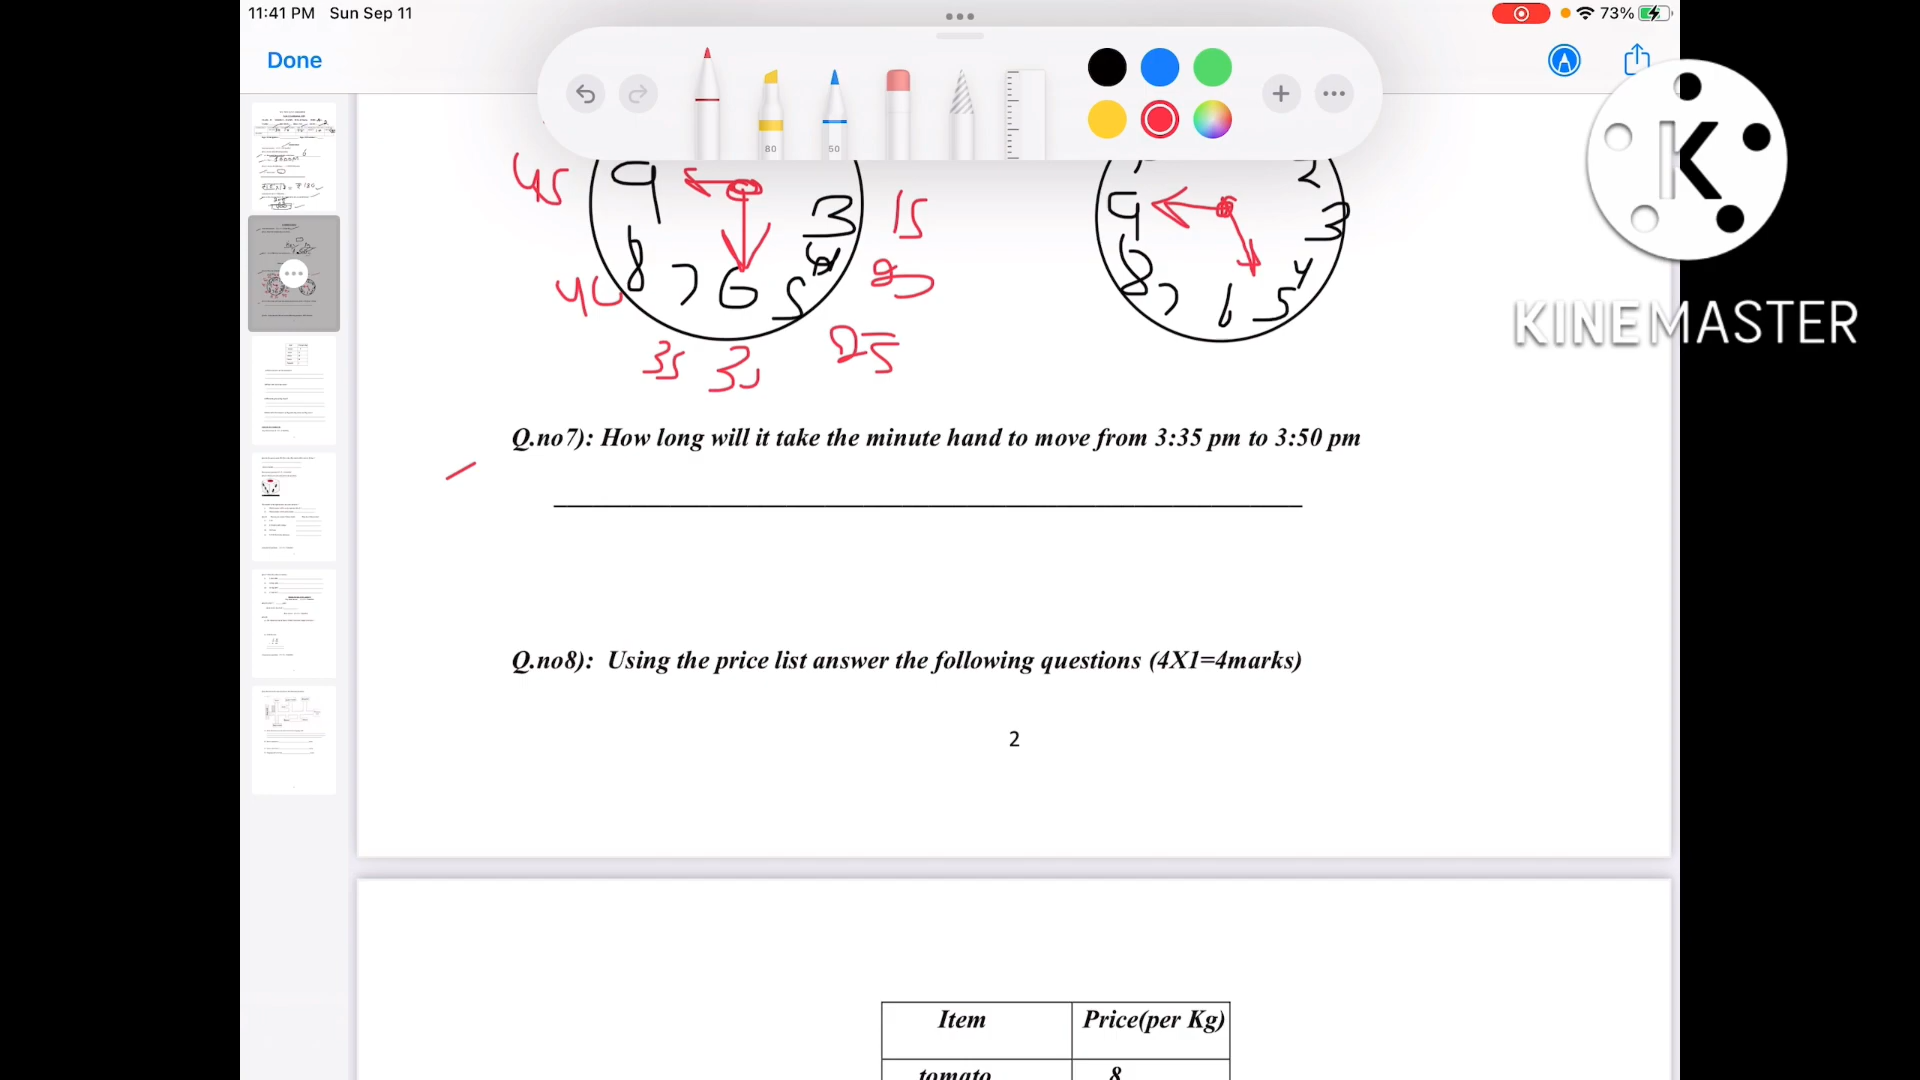 11:41 PM Sun Sep 11
73%
Done
80 50
KINEMASTER
45 9 3 15
8 4
40 7 6 5
25
35
9 2
3
8 4
7 6 5
Q.no7): How long will it take the minute hand to move from 3:35 pm to 3:50 pm
Q.no8): Using the price list answer the following questions (4X1=4marks)
2
Item Price(per Kg)
tomato 8